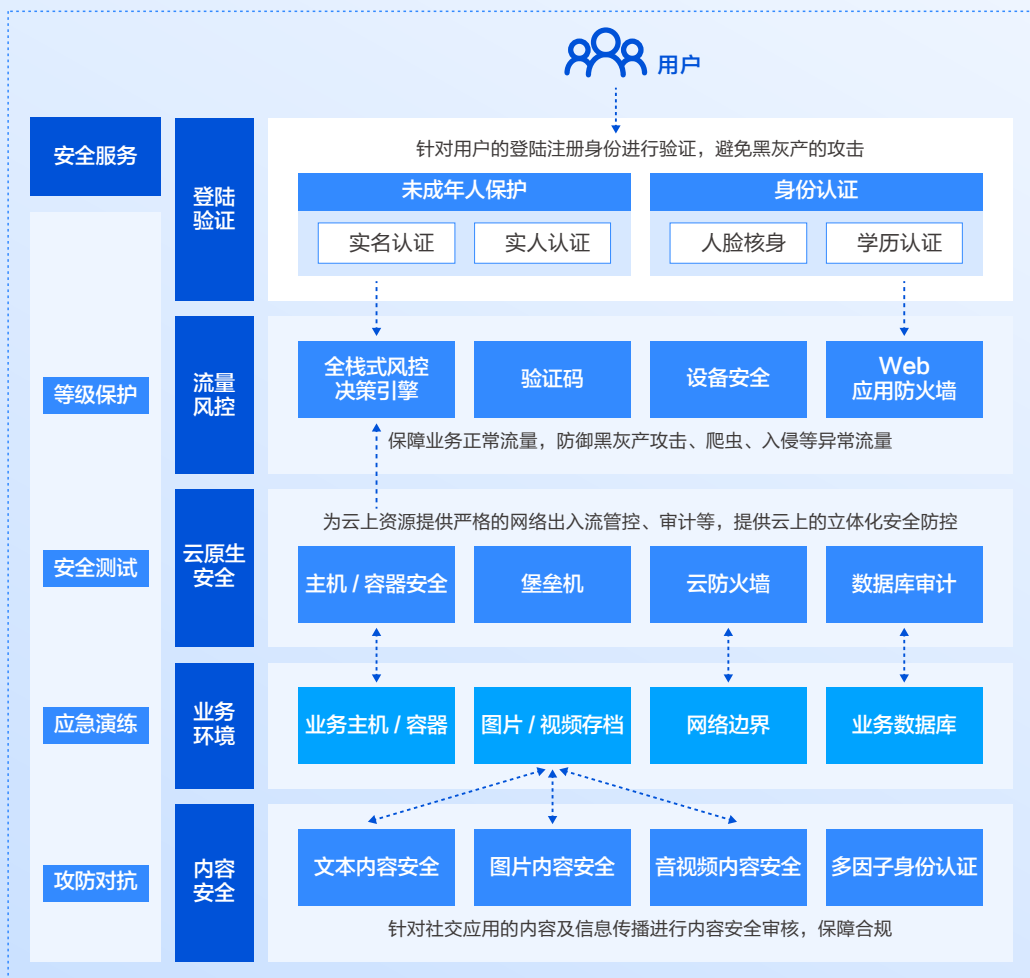 用户
安全服务
等级保护
安全测试
应急演练
攻防对抗
登陆
验证
针对用户的登陆注册身份进行验证，避免黑灰产的攻击
未成年人保护
身份认证
实名认证
实人认证
人脸核身
学历认证
流量
风控
全栈式风控
决策引擎
验证码
设备安全
Web
应用防火墙
保障业务正常流量，防御黑灰产攻击、爬虫、入侵等异常流量
云原生
安全
为云上资源提供严格的网络出入流管控、审计等，提供云上的立体化安全防控
主机 / 容器安全
堡垒机
云防火墙
数据库审计
业务
环境
业务主机 / 容器
图片 / 视频存档
网络边界
业务数据库
内容
安全
文本内容安全
图片内容安全
音视频内容安全
多因子身份认证
针对社交应用的内容及信息传播进行内容安全审核，保障合规